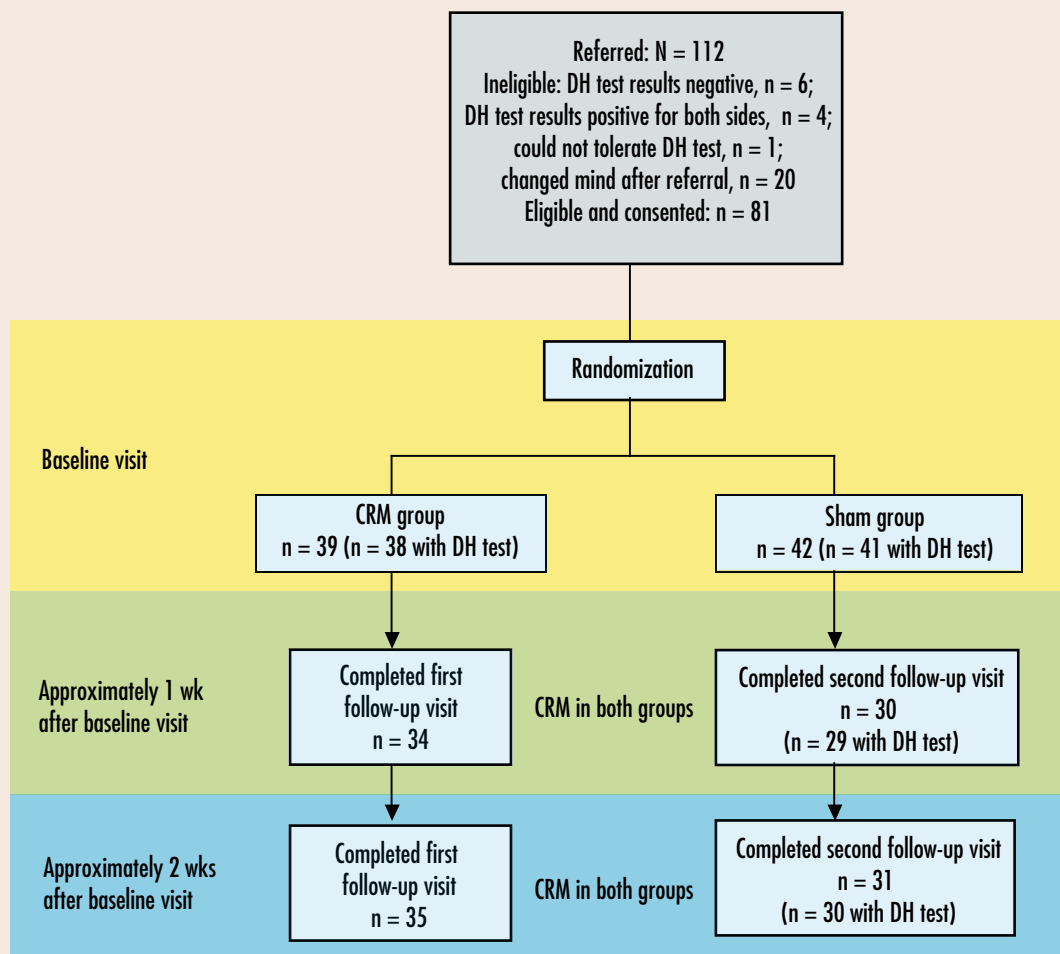 Referred: N = 112
Ineligible: DH test results negative, n = 6;
DH test results positive for both sides, n = 4;
could not tolerate DH test, n = 1;
changed mind after referral, n = 20
Eligible and consented: n = 81
Randomization
Baseline visit
CRM group
n = 39 (n = 38 with DH test)
Sham group
n = 42 (n = 41 with DH test)
Approximately 1 wk
after baseline visit
Completed first
follow-up visit
n = 34
CRM in both groups
Completed second follow-up visit
n = 30
(n = 29 with DH test)
Approximately 2 wks
after baseline visit
Completed first
follow-up visit
n = 35
CRM in both groups
Completed second follow-up visit
n = 31
(n = 30 with DH test)